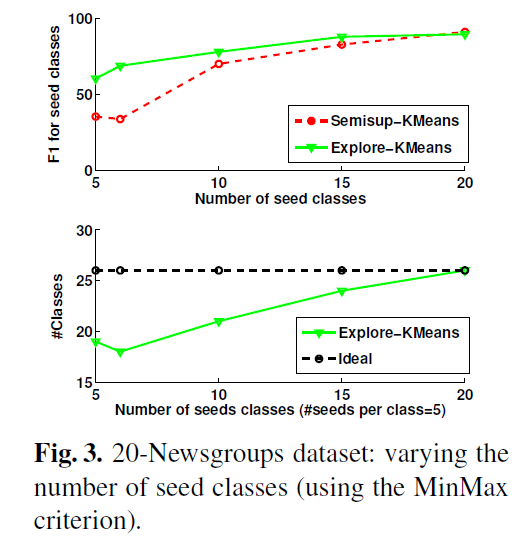 100
50
0
F1 for seed classes
Semisup-KMeans
Explore-KMeans
5 10 15 20
Number of seed classes
30
25
20
15
#Classes
Explore-KMeans
Ideal
5 10 15 20
Number of seeds classes (#seeds per class=5)
Fig. 3. 20-Newsgroups dataset: varying the
number of seed classes (using the MinMax
criterion).